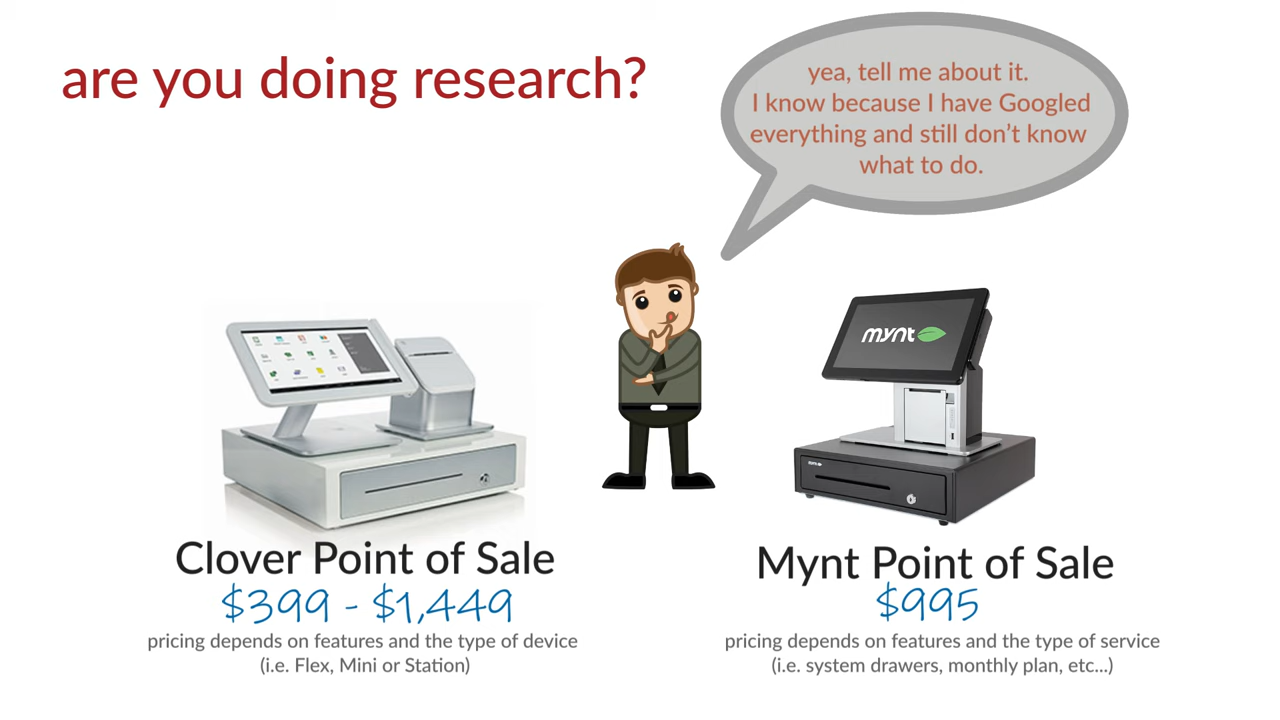 are you doing research?
yea, tell me about it.
I know because I have Googled
everything and still don't know
what to do.
mynt
mynt
Clover Point of Sale
$399 - $1,449
pricing depends on features and the type of device
(i.e. Flex, Mini or Station)
Mynt Point of Sale
$995
pricing depends on features and the type of service
(i.e. system drawers, monthly plan, etc...)